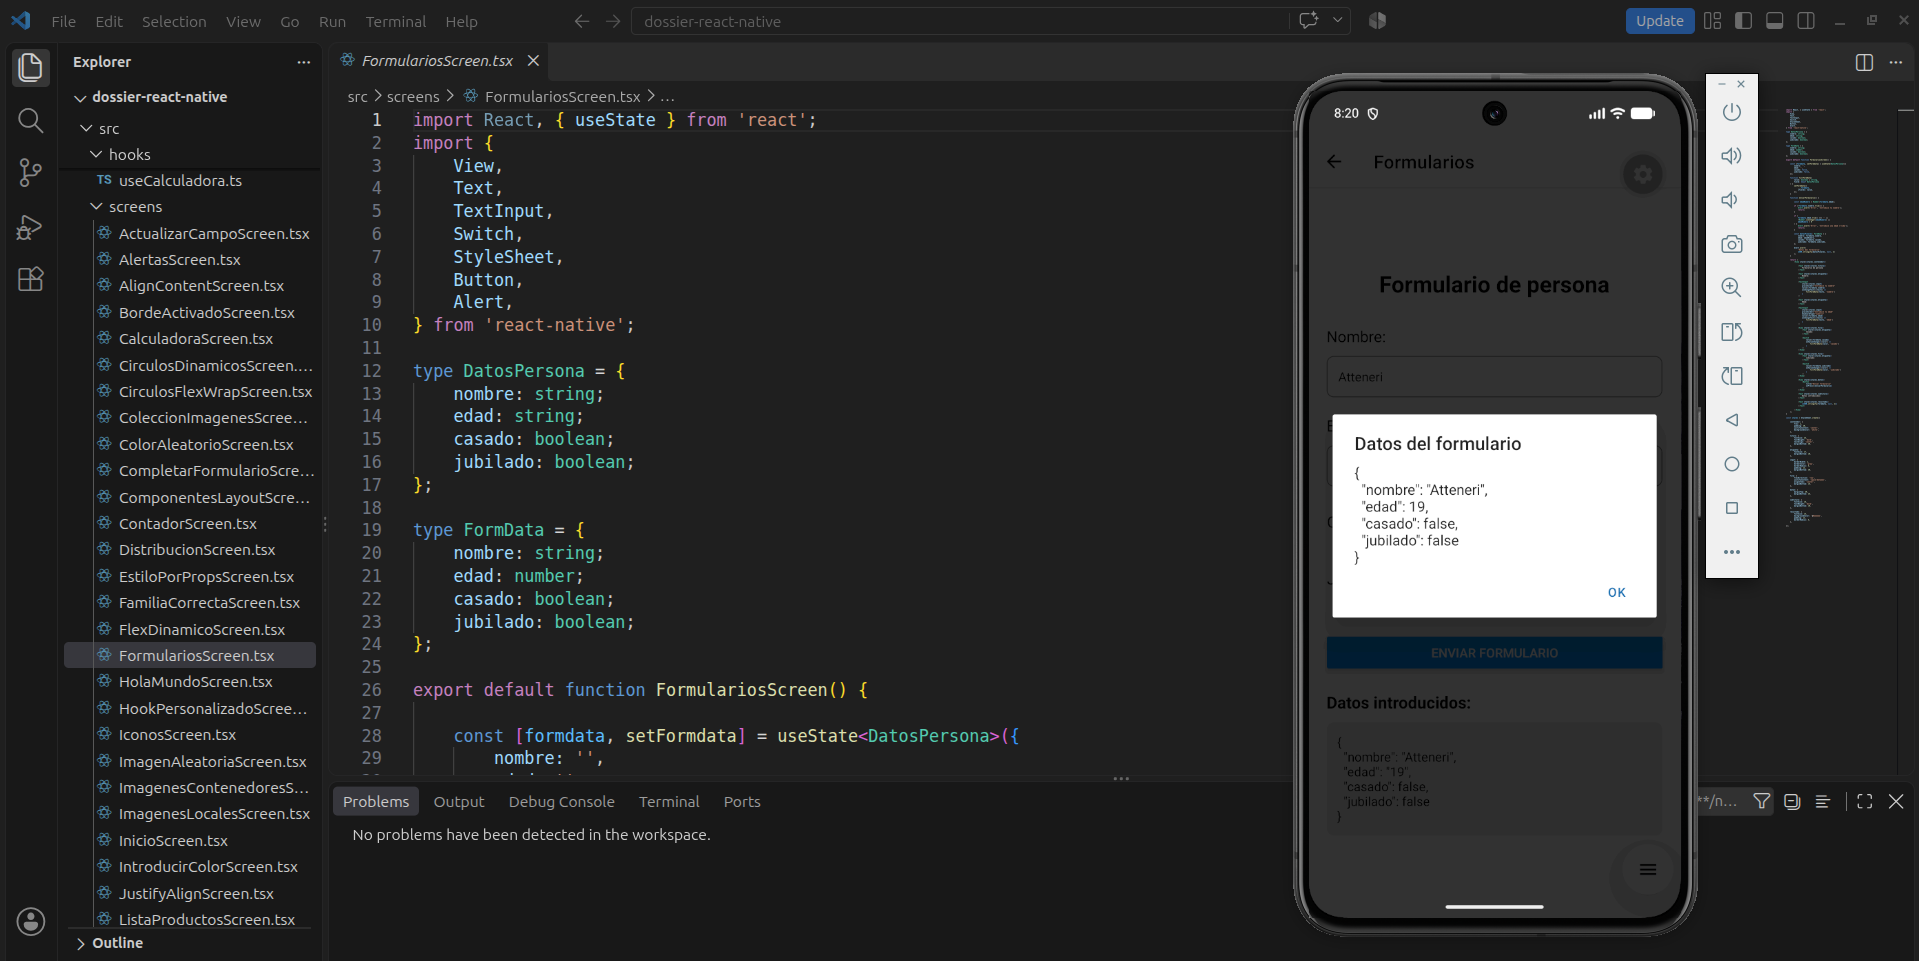 File Edit Selection View Go Run Terminal Help
dossier-react-native
Update
Explorer
dossier-react-native
src
hooks
TS useCalculadora.ts
screens
ActualizarCampoScreen.tsx
AlertasScreen.tsx
AlignContentScreen.tsx
BordeActivadoScreen.tsx
CalculadoraScreen.tsx
CirculosDinamicosScreen....
CirculosFlexWrapScreen.tsx
ColeccionImagenesScree...
ColorAleatorioScreen.tsx
CompletarFormularioScre...
ComponentesLayoutScre...
ContadorScreen.tsx
DistribucionScreen.tsx
EstiloPorPropsScreen.tsx
FamiliaCorrectaScreen.tsx
FlexDinamicoScreen.tsx
FormulariosScreen.tsx
HolaMundoScreen.tsx
HookPersonalizadoScree...
IconosScreen.tsx
ImagenAleatoriaScreen.tsx
ImagenesContenedoresS...
ImagenesLocalesScreen.tsx
InicioScreen.tsx
IntroducirColorScreen.tsx
JustifyAlignScreen.tsx
ListaProductosScreen.tsx
Outline
FormulariosScreen.tsx
src > screens > FormulariosScreen.tsx > ...
1 import React, { useState } from 'react';
2 import {
3 View,
4 Text,
5 TextInput,
6 Switch,
7 StyleSheet,
8 Button,
9 Alert,
10 } from 'react-native';
11
12 type DatosPersona = {
13 nombre: string;
14 edad: string;
15 casado: boolean;
16 jubilado: boolean;
17 };
18
19 type FormData = {
20 nombre: string;
21 edad: number;
22 casado: boolean;
23 jubilado: boolean;
24 };
25
26 export default function FormulariosScreen() {
27
28 const [formdata, setFormdata] = useState<DatosPersona>({
29 nombre: '',
Problems Output Debug Console Terminal Ports
**/n...
No problems have been detected in the workspace.
8:20
Formularios
Formulario de persona
Nombre:
Atteneri
Datos del formulario
{
"nombre": "Atteneri",
"edad": 19,
"casado": false,
"jubilado": false
}
OK
ENVIAR FORMULARIO
Datos introducidos:
{
"nombre": "Atteneri",
"edad": "19",
"casado": false,
"jubilado": false
}